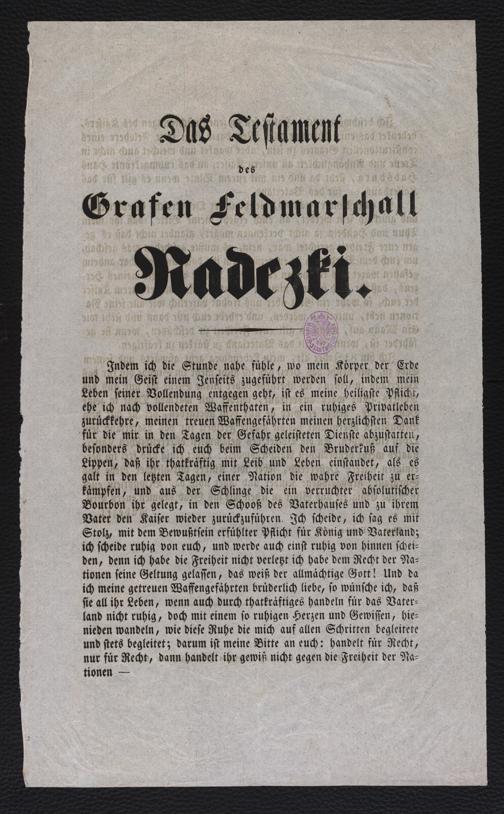 Das Testament
des
Grafen Feldmarschall
Radezki.
Indem ich die Stunde nahe fühle, wo mein Körper der Erde
und mein Geist einem Jenseits zugeführt werden soll, indem mein
Leben seiner Vollendung entgegen geht, ist es meine heiligste Pflicht,
ehe ich nach vollendeten Waffenthaten, in ein ruhiges Privatleben
zurückkehre, meinen treuen Waffengefährten meinen herzlichsten Dank
für die mir in den Tagen der Gefahr geleisteten Dienste abzustatten,
besonders drücke ich euch beim Scheiden den Bruderkuß auf die
Lippen, daß ihr thatkräftig mit Leib und Leben einstandet, als es
galt in den letzten Tagen, einer Nation die wahre Freiheit zu er-
kämpfen, und aus der Schlinge die ein verruchter absolutischer
Bourbon ihr gelegt, in den Schooß des Vaterhauses und zu ihrem
Vater den Kaiser wieder zurückzuführen. Ich scheide, ich sag es mit
Stolz, mit dem Bewußtsein erfühlter Pflicht für König und Vaterland;
ich scheide ruhig von euch, und werde auch einst ruhig von hinnen schei-
den, denn ich habe die Freiheit nicht verletzt ich habe dem Recht der Na-
tionen seine Geltung gelassen, das weiß der allmächtige Gott! Und da
ich meine getreuen Waffengefährten brüderlich liebe, so wünsche ich, daß
sie all ihr Leben, wenn auch durch thatkräftiges handeln für das Vater-
land nicht ruhig, doch mit einem so ruhigen Herzen und Gewissen, hie-
nieden wandeln, wie diese Ruhe die mich auf allen Schritten begleitete
und stets begleitet; darum ist meine Bitte an euch: handelt für Recht,
nur für Recht, dann handelt ihr gewiß nicht gegen die Freiheit der Na-
tionen —